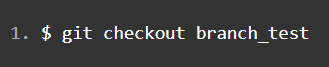 1. $ git checkout branch_test